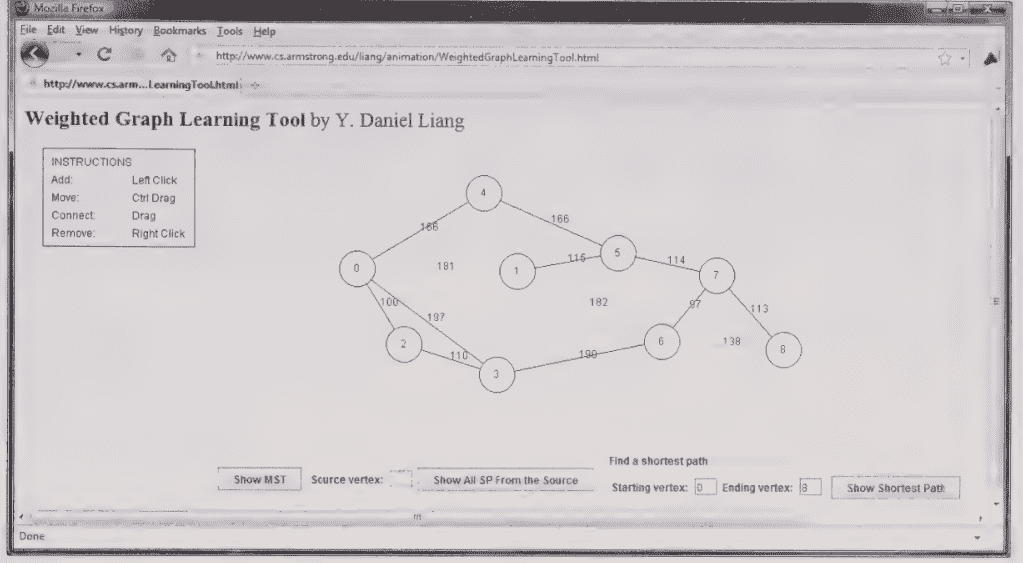 Mozilla Firefox
File Edit View History Bookmarks Tools Help
http://www.cs.armstrong.edu/liang/animation/WeightedGraphLearningTool.html
http://www.cs.arm...LearningTool.html
Weighted Graph Learning Tool by Y. Daniel Liang
INSTRUCTIONS
Add: Left Click
Move: Ctrl Drag
Connect: Drag
Remove: Right Click
4
166 166
5
0 181 1 115 114 7
100 197 182 97 113
2 110 3 190 6 138 8
Find a shortest path
Show MST Source vertex: Show All SP From the Source Starting vertex: 0 Ending vertex: 8 Show Shortest Path
Done